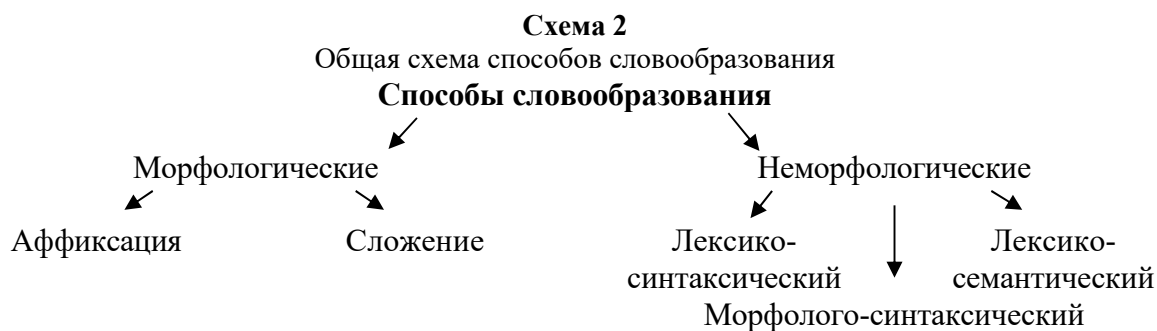 Схема 2
Общая схема способов словообразования
Способы словообразования
Морфологические Неморфологические
Аффиксация Сложение Лексико- Лексико-
синтаксический семантический
Морфолого-синтаксический